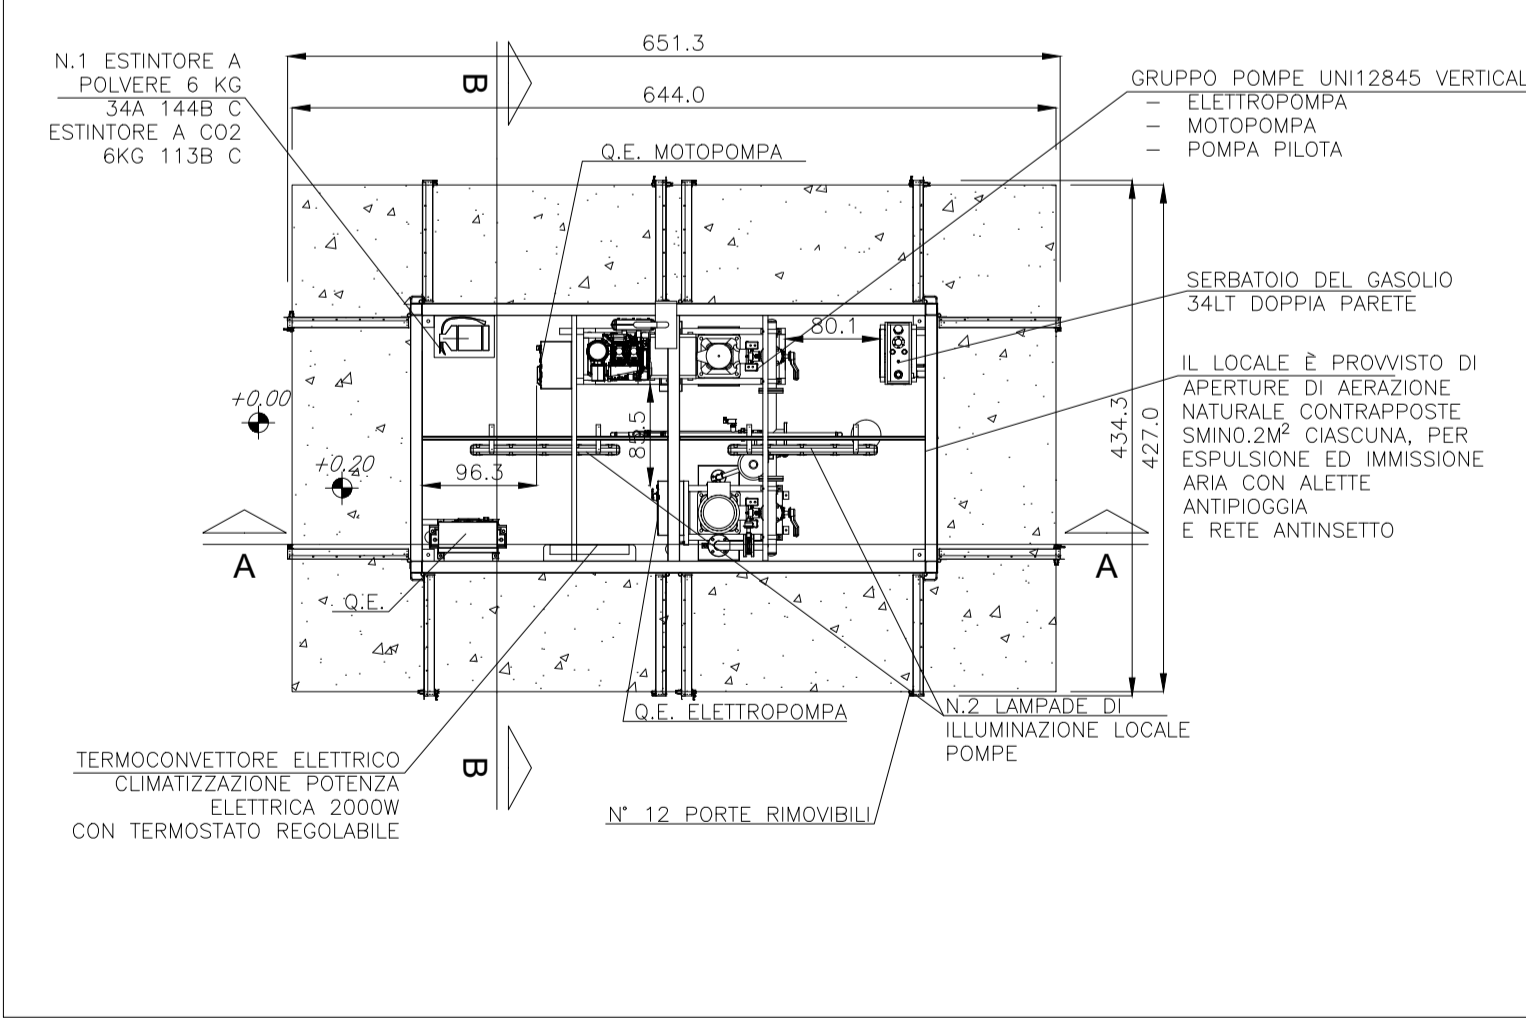 651.3
644.0
N.1 ESTINTORE A
POLVERE 6 KG
34A 144B C
ESTINTORE A CO2
6KG 113B C
B
GRUPPO POMPE UNI12845 VERTICAL
– ELETTROPOMPA
– MOTOPOMPA
– POMPA PILOTA
Q.E. MOTOPOMPA
SERBATOIO DEL GASOLIO
34LT DOPPIA PARETE
80.1
IL LOCALE È PROVVISTO DI
APERTURE DI AERAZIONE
NATURALE CONTRAPPOSTE
SMIN0.2M² CIASCUNA, PER
ESPULSIONE ED IMMISSIONE
ARIA CON ALETTE
ANTIPIOGGIA
E RETE ANTINSETTO
434.3
427.0
+0.00
+0.20
96.3
A
A
Q.E.
Q.E. ELETTROPOMPA
N.2 LAMPADE DI
ILLUMINAZIONE LOCALE
POMPE
TERMOCONVETTORE ELETTRICO
CLIMATIZZAZIONE POTENZA
ELETTRICA 2000W
CON TERMOSTATO REGOLABILE
B
N° 12 PORTE RIMOVIBILI